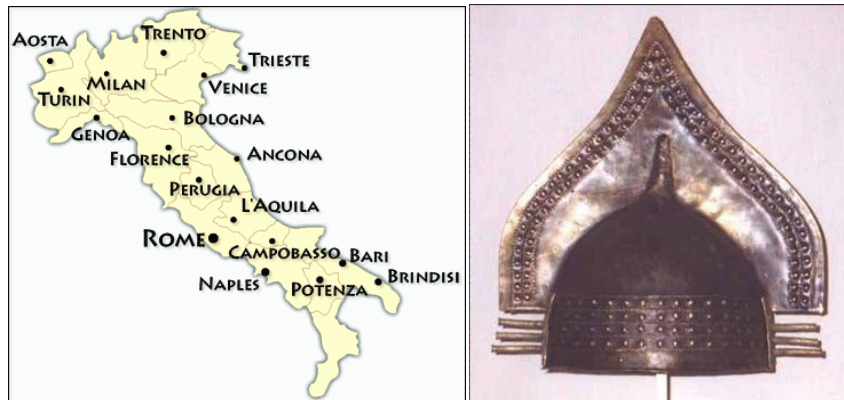 Trento
Aosta
Trieste
Milan
Venice
Turin
Bologna
Genoa
Florence
Ancona
Perugia
L'Aquila
Rome
Campobasso
Bari
Naples
Potenza
Brindisi